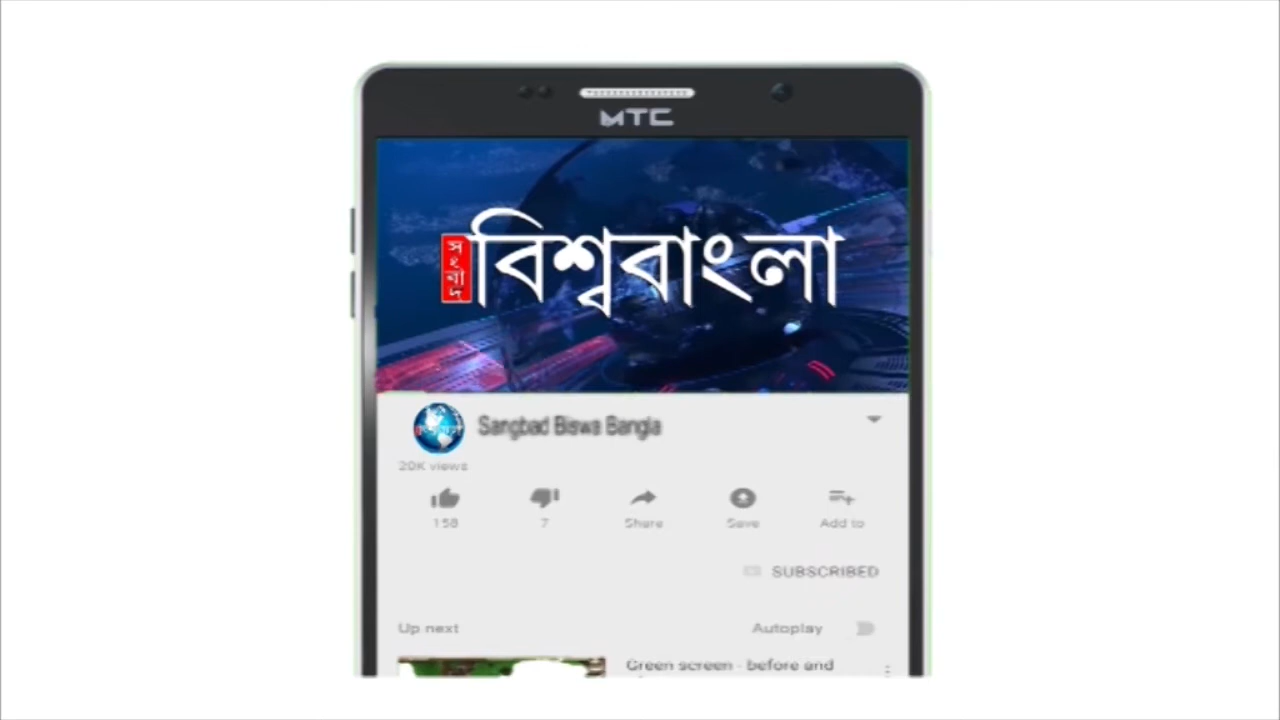 MTC
সংবাদ
বিশ্ববাংলা
Sangbad Biswa Bangla
20K views
158
7
Share
Save
Add to
SUBSCRIBED
Up next
Autoplay
Green screen - before and